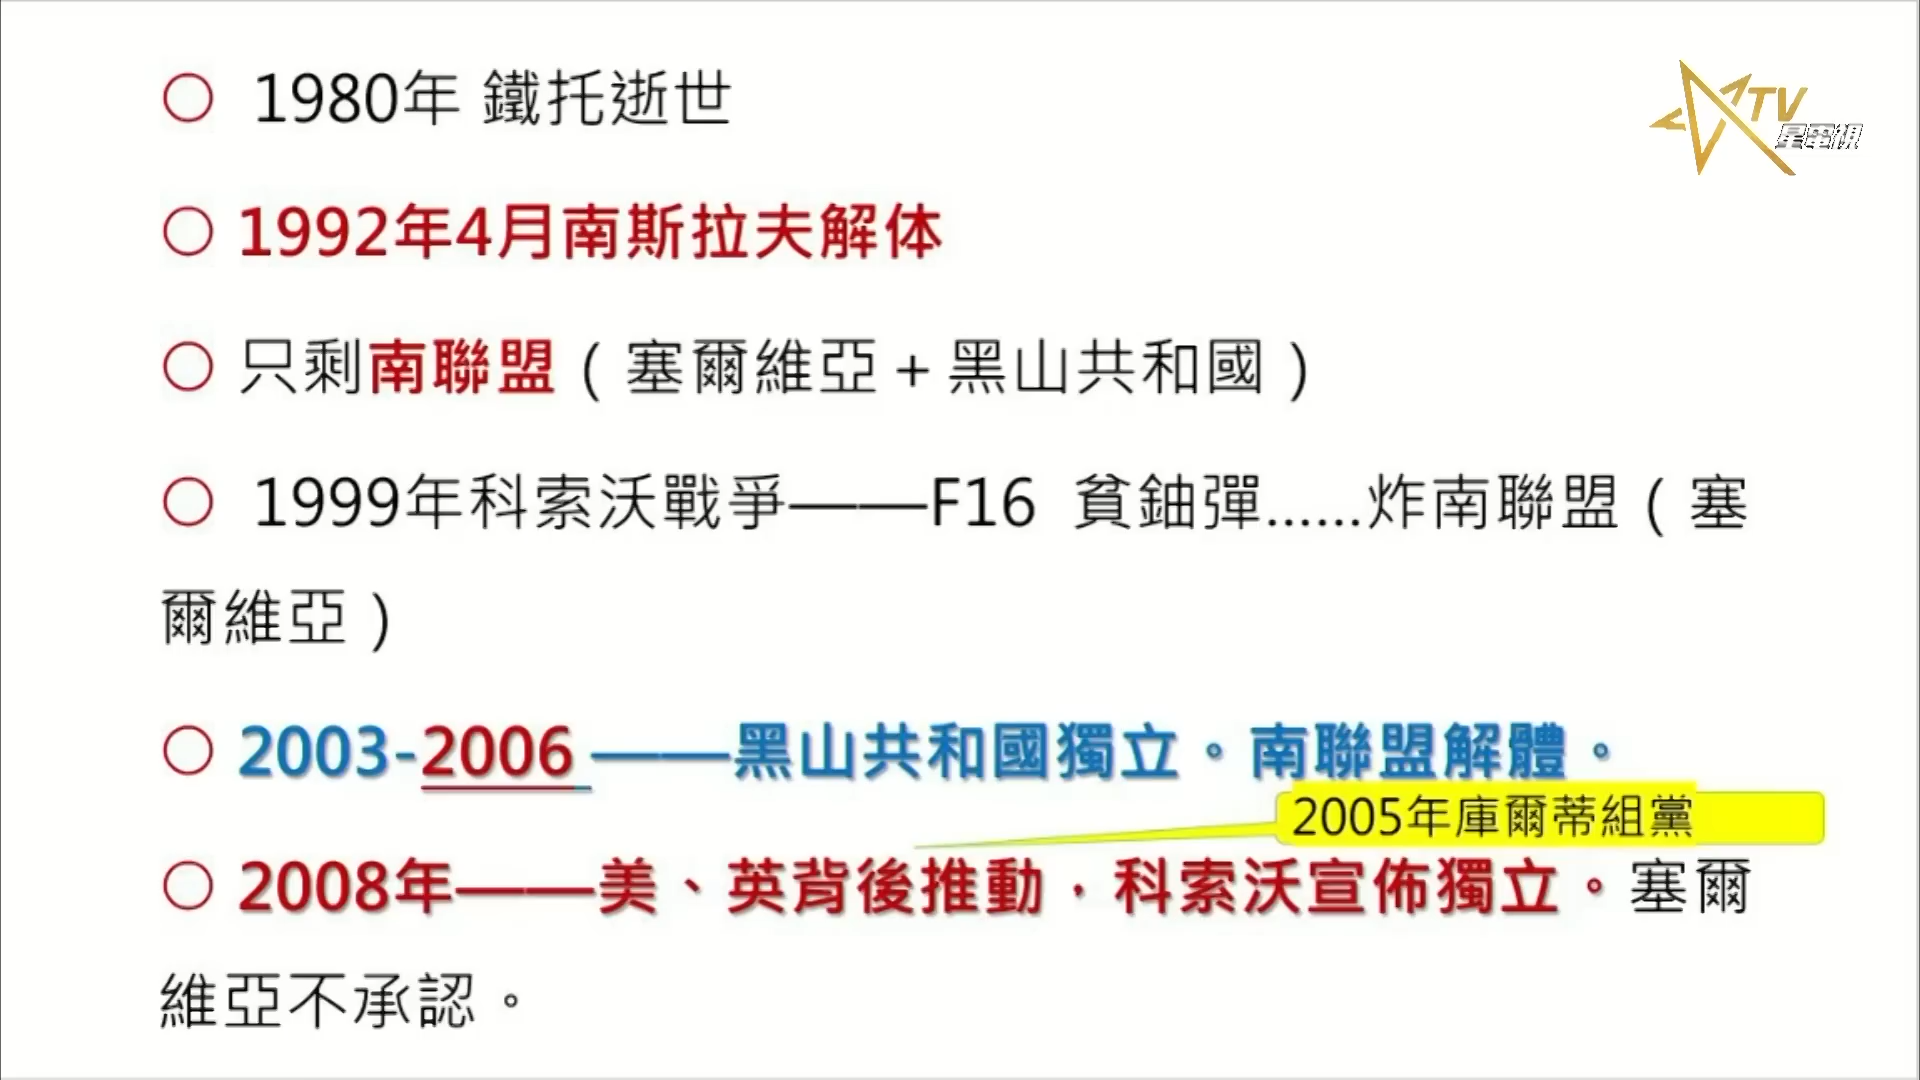 ○ 1980年 鐵托逝世
TV
星電視
○ 1992年4月南斯拉夫解体
○ 只剩南聯盟（塞爾維亞+黑山共和國）
○ 1999年科索沃戰爭——F16 貧鈾彈……炸南聯盟（塞
爾維亞）
○ 2003-2006 ——黑山共和國獨立。南聯盟解體。
2005年庫爾蒂組黨
○ 2008年——美、英背後推動，科索沃宣佈獨立。塞爾
維亞不承認。